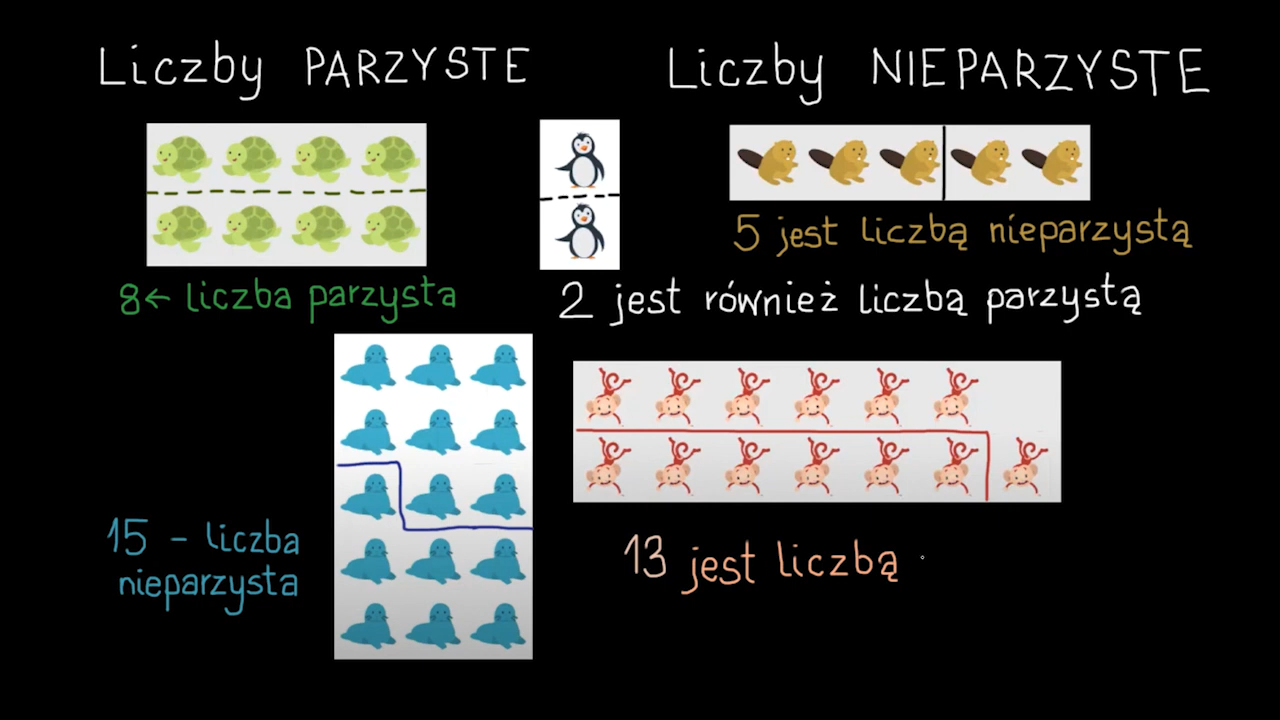 Liczby PARZYSTE
Liczby NIEPARZYSTE
8← liczba parzysta
5 jest liczbą nieparzystą
2 jest również liczbą parzystą
15 - liczba
nieparzysta
13 jest liczbą